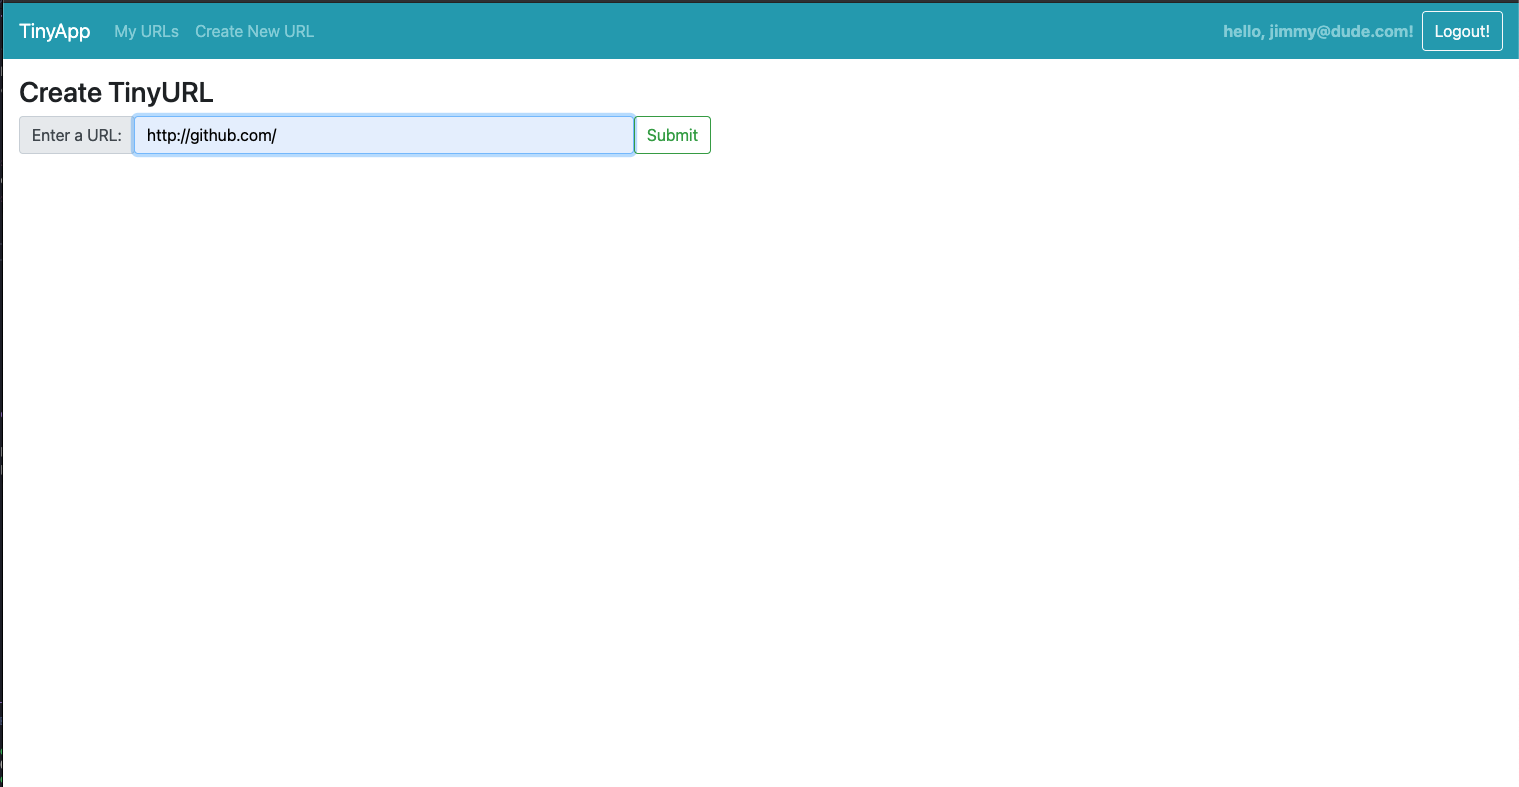 TinyApp My URLs Create New URL hello, jimmy@dude.com! Logout!
Create TinyURL
Enter a URL: http://github.com/ Submit